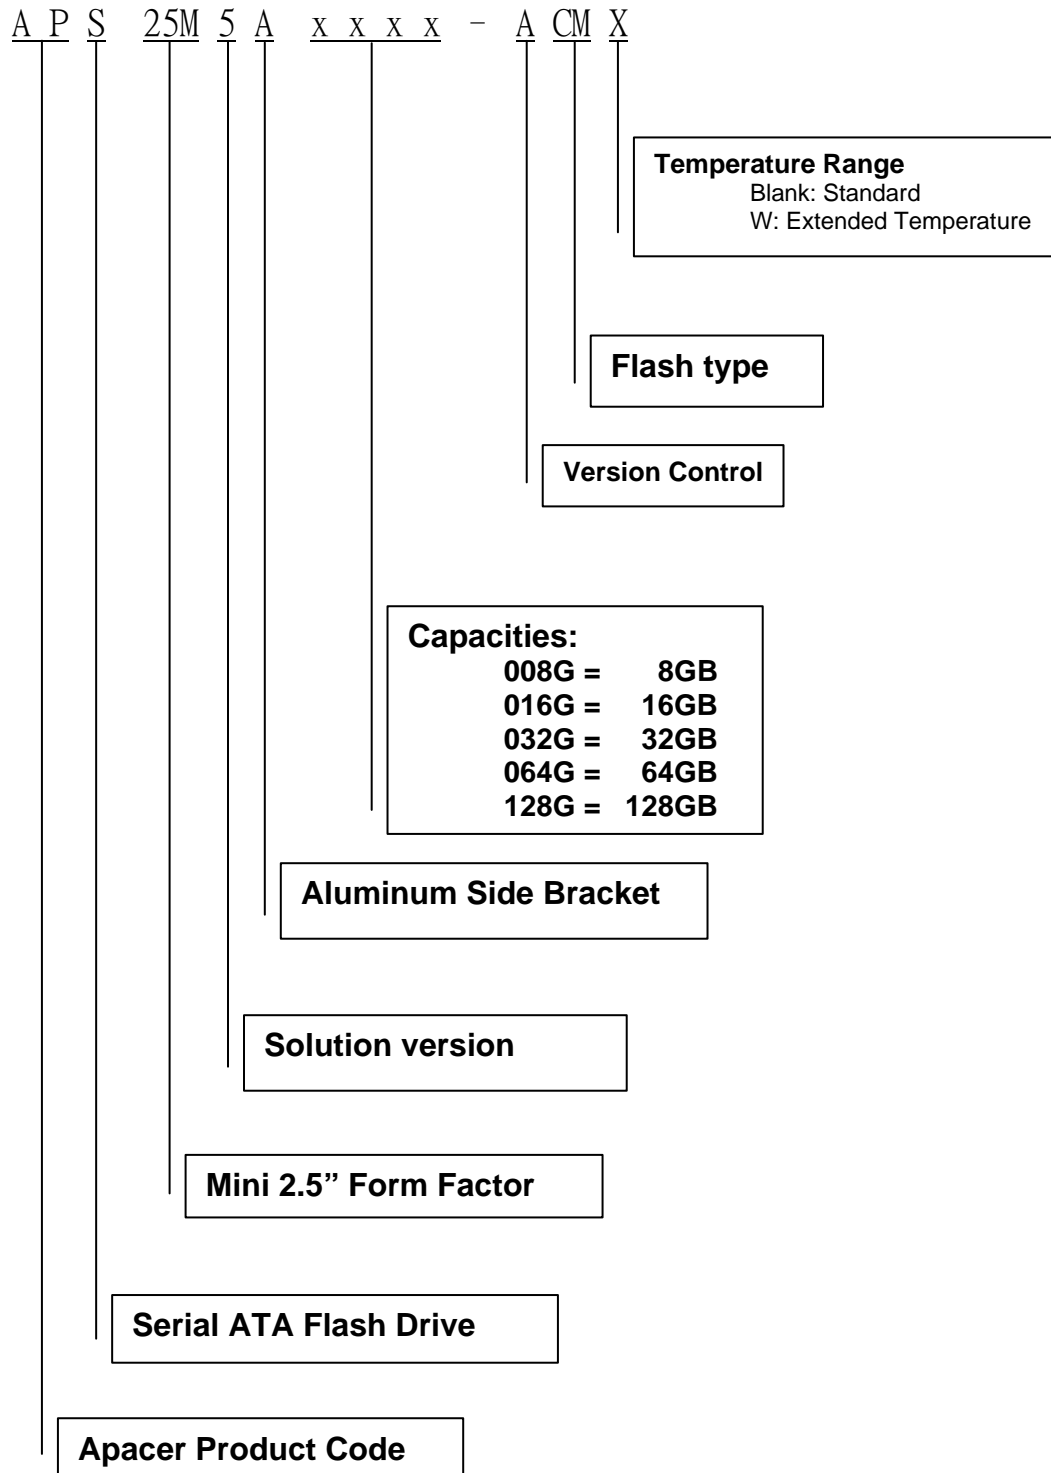 A P S 25M 5 A x x x x - A CM X
Temperature Range
Blank: Standard
W: Extended Temperature
Flash type
Version Control
Capacities:
008G = 8GB
016G = 16GB
032G = 32GB
064G = 64GB
128G = 128GB
Aluminum Side Bracket
Solution version
Mini 2.5” Form Factor
Serial ATA Flash Drive
Apacer Product Code